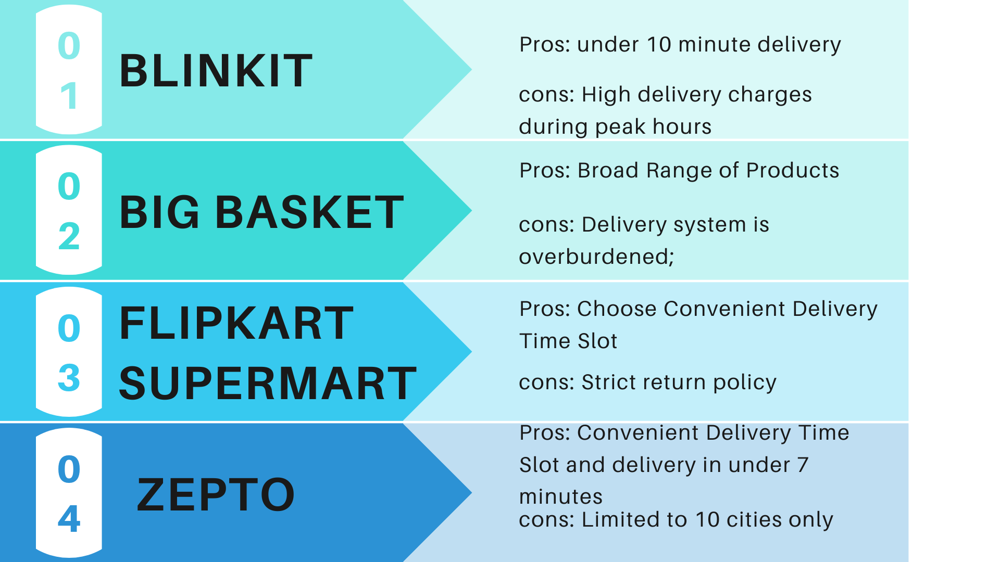 0
1
BLINKIT
Pros: under 10 minute delivery
cons: High delivery charges
during peak hours
0
2
BIG BASKET
Pros: Broad Range of Products
cons: Delivery system is
overburdened;
0
3
FLIPKART
SUPERMART
Pros: Choose Convenient Delivery
Time Slot
cons: Strict return policy
0
4
ZEPTO
Pros: Convenient Delivery Time
Slot and delivery in under 7
minutes
cons: Limited to 10 cities only